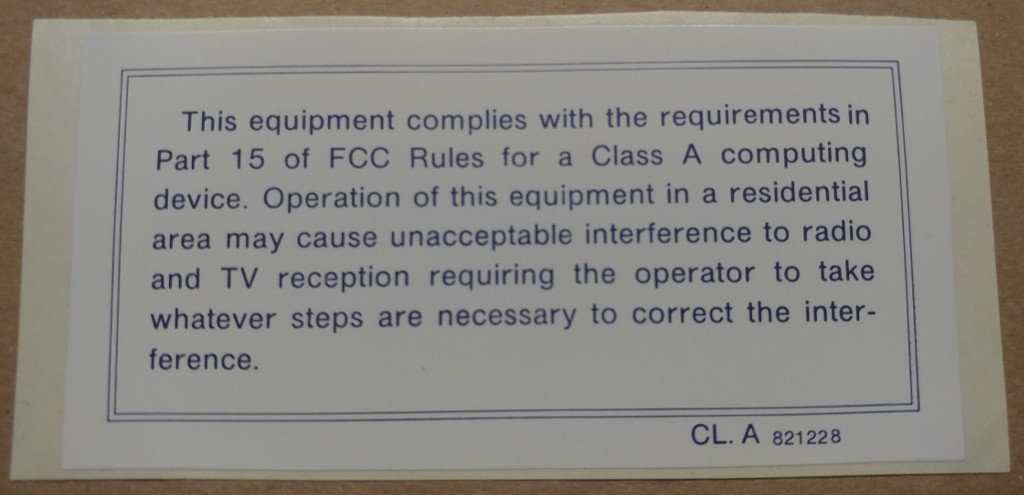 This equipment complies with the requirements in
Part 15 of FCC Rules for a Class A computing
device. Operation of this equipment in a residential
area may cause unacceptable interference to radio
and TV reception requiring the operator to take
whatever steps are necessary to correct the inter-
ference.
CL. A 821228